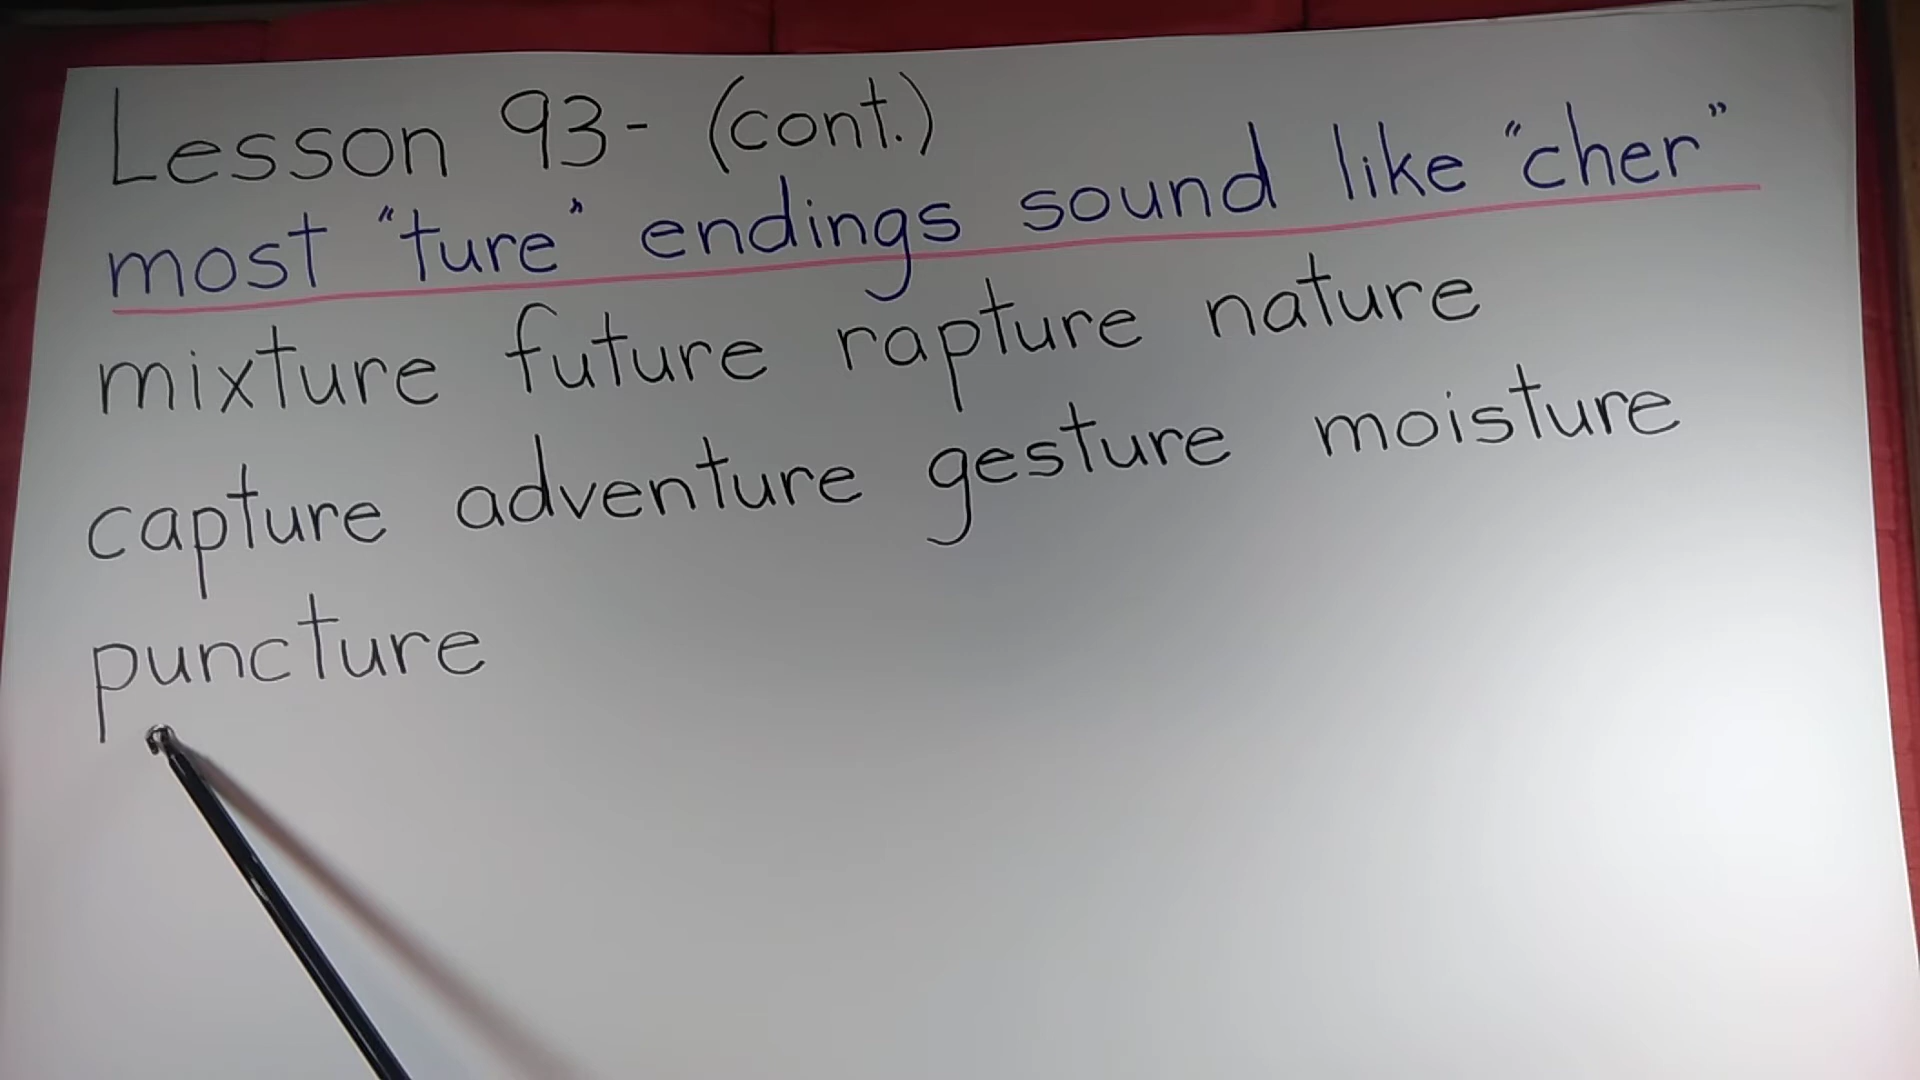 Lesson 93- (cont.)
most "ture" endings sound like "cher"
mixture future rapture nature
capture adventure gesture moisture
puncture